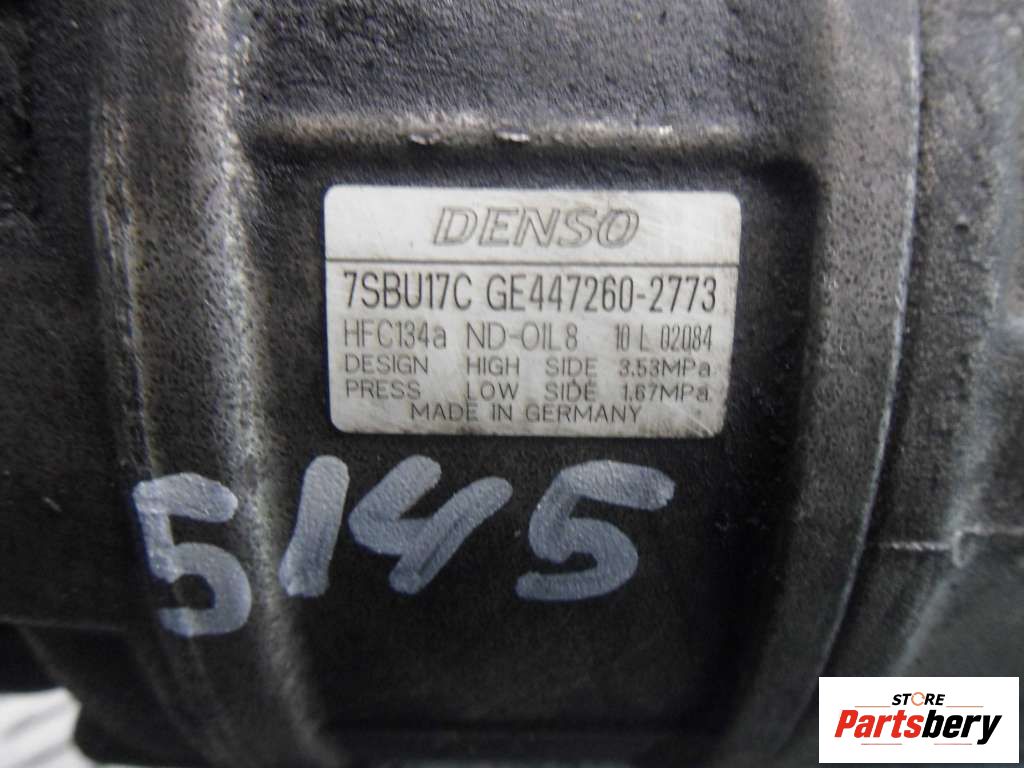 DENSO
7SBU17C GE447260-2773
HFC134a ND-OIL8 10 L 02084
DESIGN HIGH SIDE 3.53MPa
PRESS LOW SIDE 1.67MPa
MADE IN GERMANY
5145
STORE
Partsbery